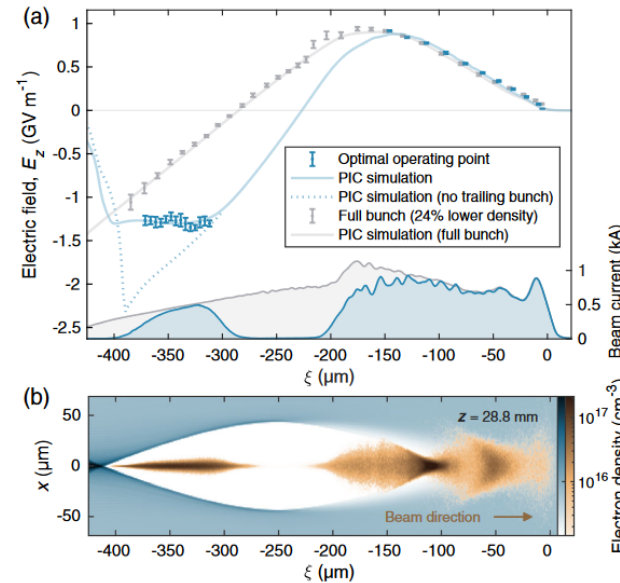 (a)
1
0.5
0
-0.5
-1
-1.5
-2
-2.5
Electric field, E_z (GV m⁻¹)
Optimal operating point
PIC simulation
PIC simulation (no trailing bunch)
Full bunch (24% lower density)
PIC simulation (full bunch)
1
0.5
0
Beam current (kA)
-400 -350 -300 -250 -200 -150 -100 -50 0
ξ (μm)
(b)
50
0
-50
x (μm)
z = 28.8 mm
Beam direction
10¹⁷
10¹⁶
Electron density (cm⁻³)
-400 -350 -300 -250 -200 -150 -100 -50 0
ξ (μm)